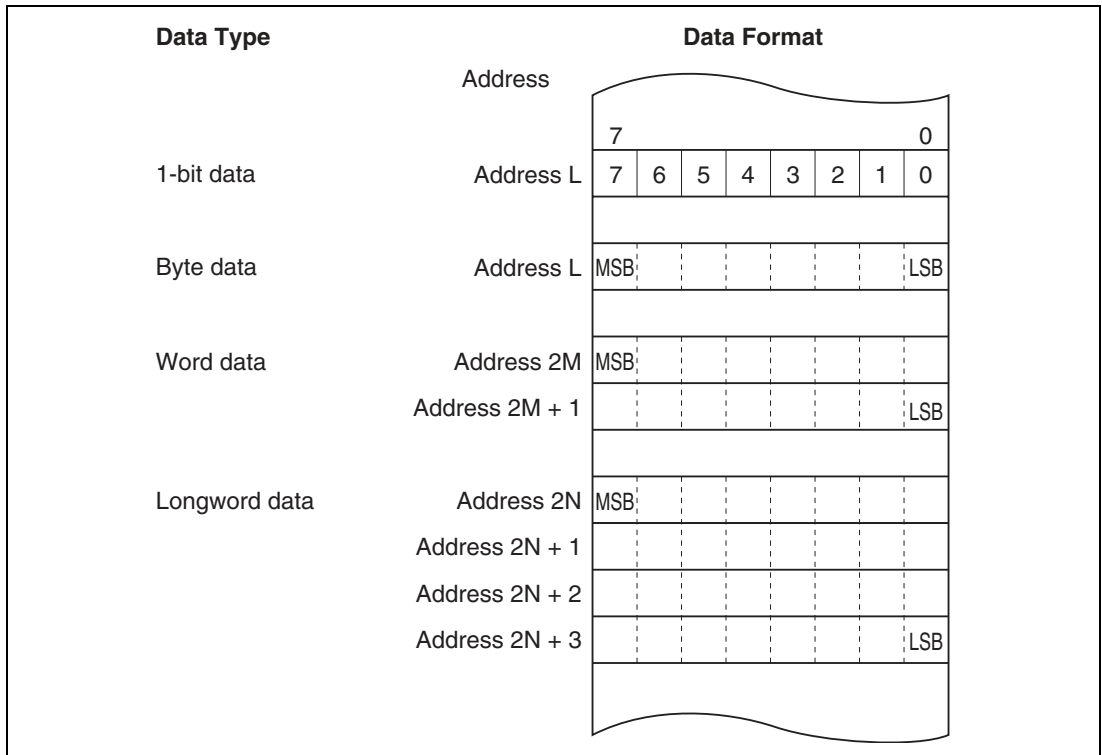 Data Type Data Format
Address
7 0
1-bit data Address L 7 6 5 4 3 2 1 0
Byte data Address L MSB LSB
Word data Address 2M MSB
Address 2M + 1 LSB
Longword data Address 2N MSB
Address 2N + 1
Address 2N + 2
Address 2N + 3 LSB